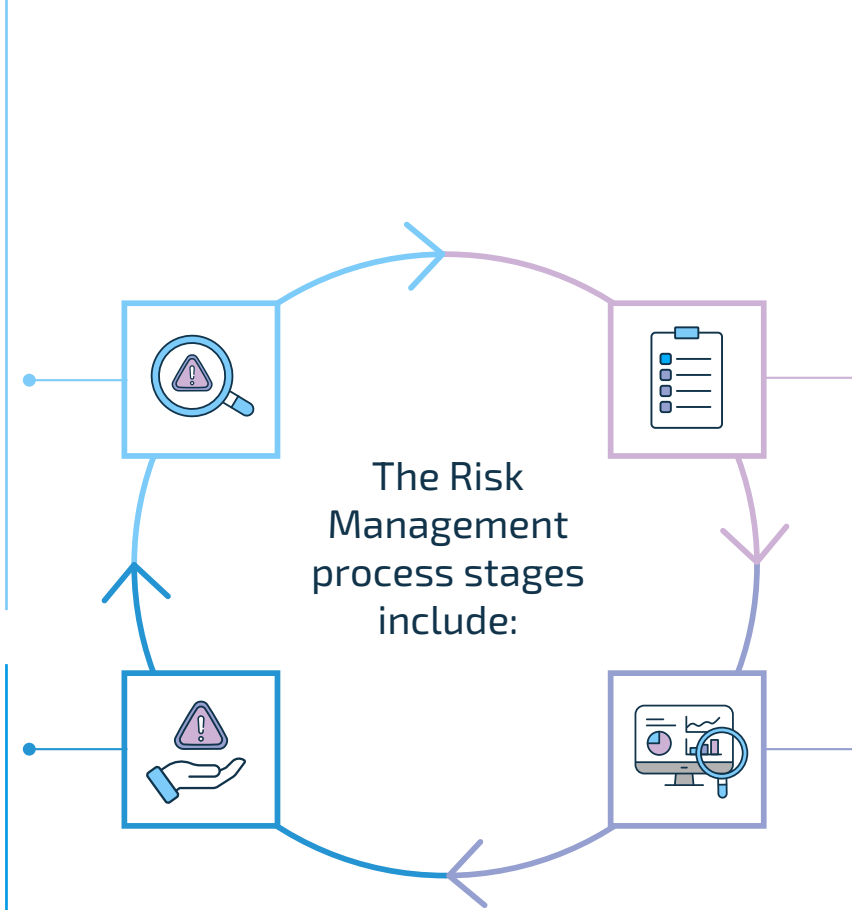 The Risk
Management
process stages
include: